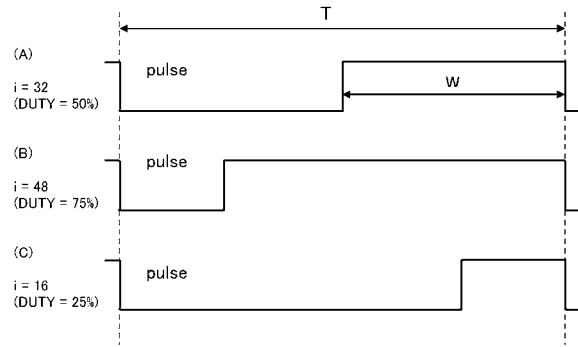 T
(A)
pulse
i = 32
(DUTY = 50%)
W
(B)
pulse
i = 48
(DUTY = 75%)
(C)
pulse
i = 16
(DUTY = 25%)